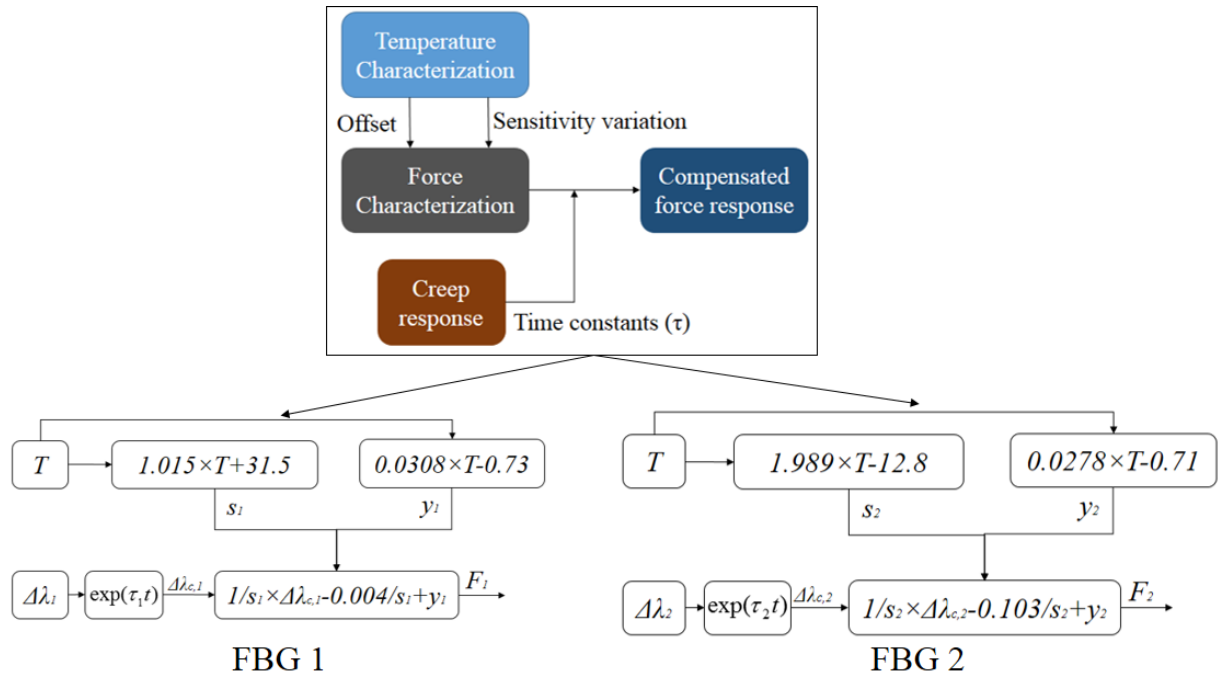 Temperature
Characterization
Offset
Sensitivity variation
Force
Characterization
Compensated
force response
Creep
response
Time constants (τ)
T
1.015×T+31.5
0.0308×T-0.73
s₁
y₁
Δλ₁
exp(τ₁t)
Δλc,1
1/s₁×Δλc,1-0.004/s₁+y₁
F₁
FBG 1
T
1.989×T-12.8
0.0278×T-0.71
s₂
y₂
Δλ₂
exp(τ₂t)
Δλc,2
1/s₂×Δλc,2-0.103/s₂+y₂
F₂
FBG 2